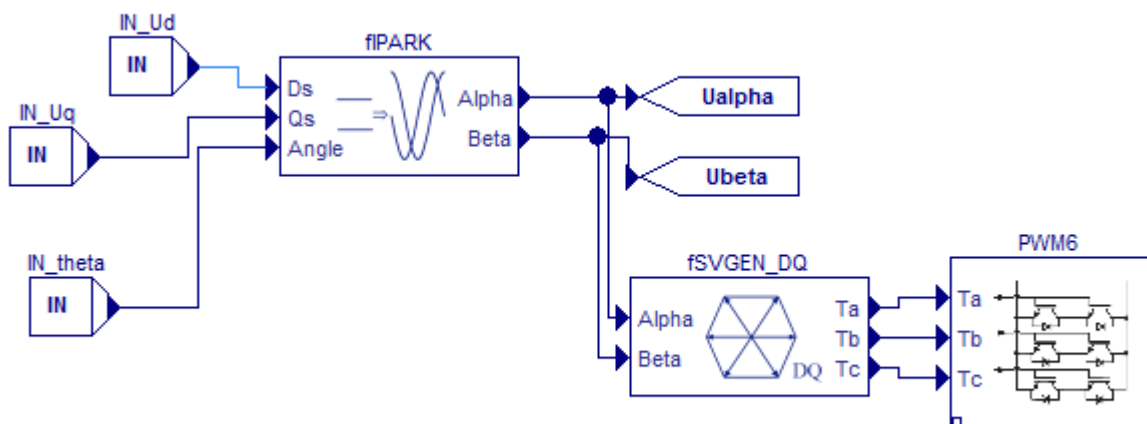 IN_Ud
IN
fIPARK
Ds
Qs
Angle
Alpha
Beta
Ualpha
Ubeta
IN_Uq
IN
IN_theta
IN
fSVGEN_DQ
Alpha
Beta
DQ
Ta
Tb
Tc
PWM6
Ta
Tb
Tc